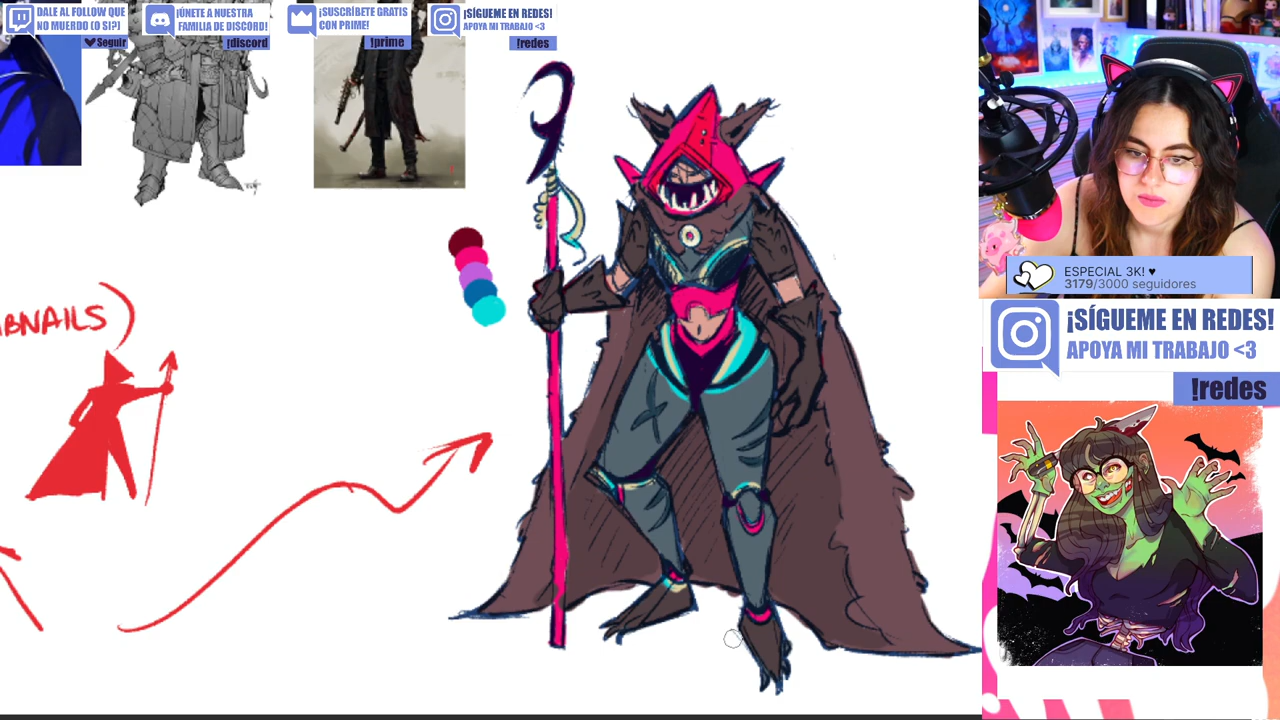 DALE AL FOLLOW QUE
NO MUERDO (O SI?)
Seguir
¡ÚNETE A NUESTRA
FAMILIA DE DISCORD!
!discord
¡SUSCRÍBETE GRATIS
CON PRIME!
!prime
¡SÍGUEME EN REDES!
APOYA MI TRABAJO <3
!redes
BNAILS)
ESPECIAL 3K! ♥
3179/3000 seguidores
¡SÍGUEME EN REDES!
APOYA MI TRABAJO <3
!redes